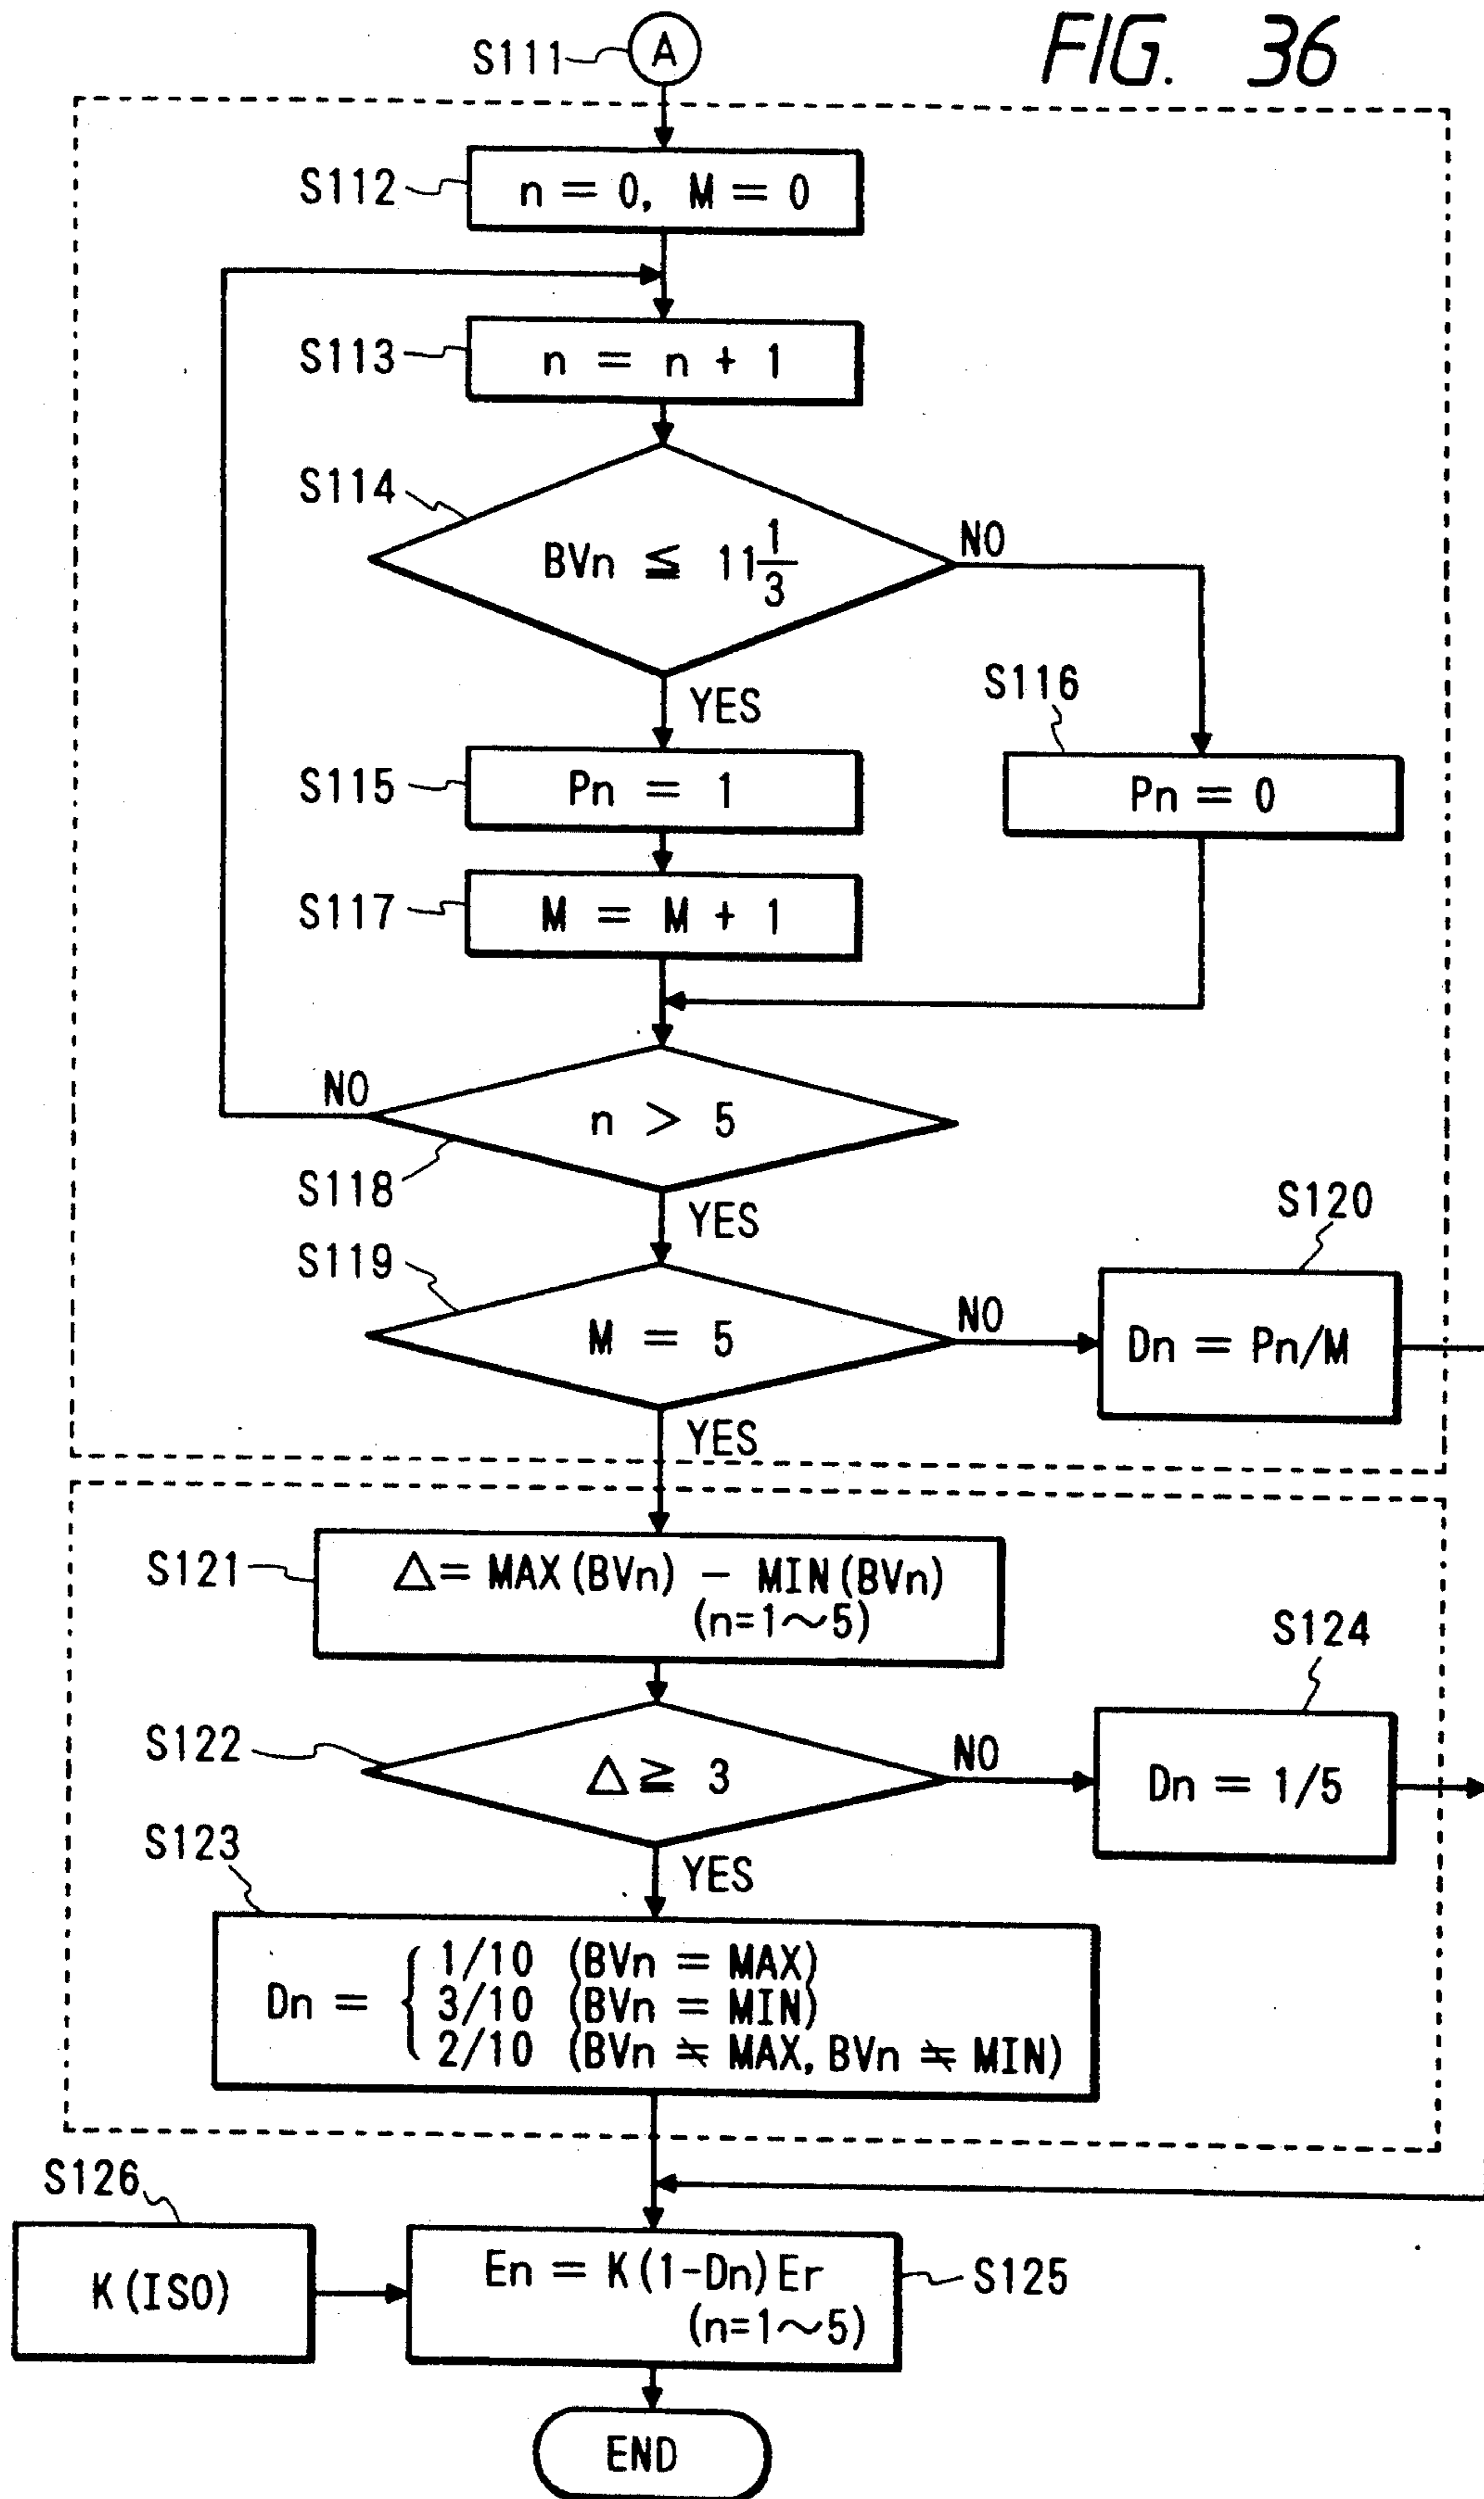 FIG. 36
S111 A
S112 n = 0, M = 0
S113 n = n + 1
S114
BVn ≦ 11 1/3
NO
YES
S116
S115 Pn = 1
Pn = 0
S117 M = M + 1
NO
n > 5
S118
YES
S120
S119
M = 5
NO
Dn = Pn/M
YES
S121 △= MAX(BVn) − MIN(BVn)
(n=1~5)
S124
S122
△ ≧ 3
NO
Dn = 1/5
S123
YES
Dn = { 1/10 (BVn = MAX)
3/10 (BVn = MIN)
2/10 (BVn ≠ MAX, BVn ≠ MIN)
S126
K(ISO)
En = K(1-Dn)Er
(n=1~5)
S125
END